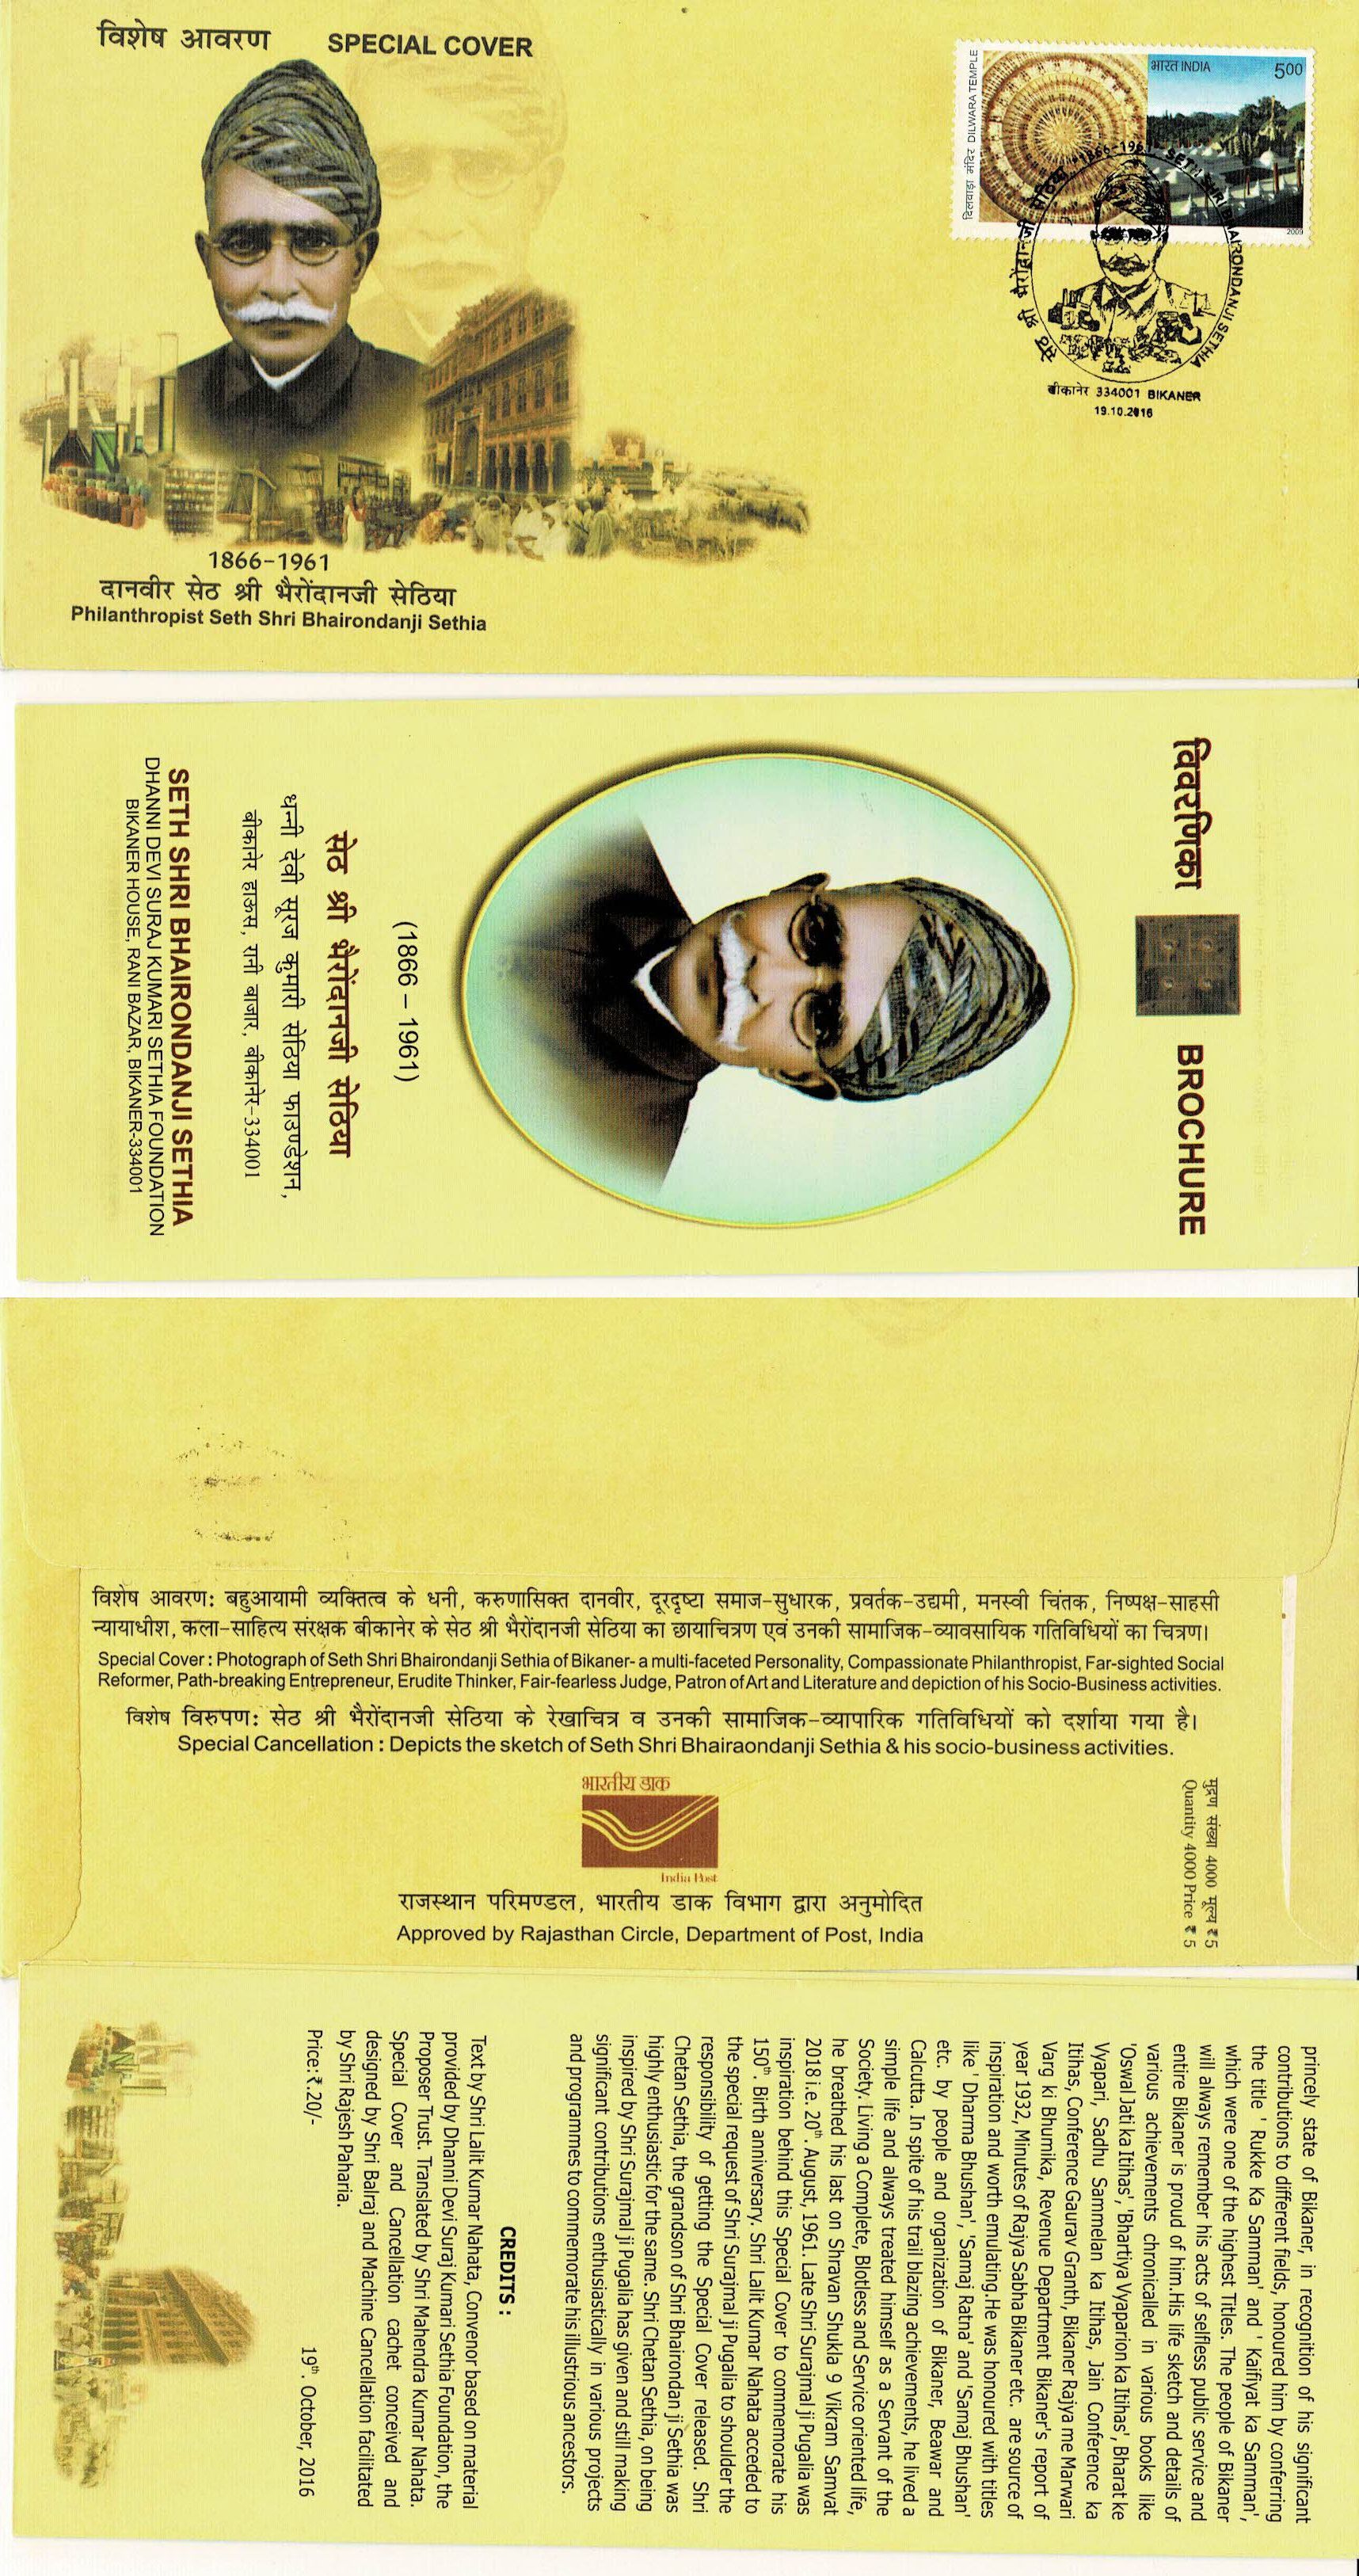 विशेष आवरण SPECIAL COVER
दिलवाड़ा मंदिर DILWARA TEMPLE
भारत INDIA 500
2009
सेठ श्री भैरोंदानजी सेठिया 1866-1961 SETH SHRI BHAIRONDANJI SETHIA
बीकानेर 334001 BIKANER
19.10.2016
1866-1961
दानवीर सेठ श्री भैरोंदानजी सेठिया
Philanthropist Seth Shri Bhairondanji Sethia
विवरणिका BROCHURE
(1866 – 1961)
सेठ श्री भैरोंदानजी सेठिया
धन्नी देवी सूरज कुमारी सेठिया फाउण्डेशन,
बीकानेर हाऊस, रानी बाजार, बीकानेर-334001
SETH SHRI BHAIRONDANJI SETHIA
DHANNI DEVI SURAJ KUMARI SETHIA FOUNDATION
BIKANER HOUSE, RANI BAZAR, BIKANER-334001
विशेष आवरण: बहुआयामी व्यक्तित्व के धनी, करुणासिक्त दानवीर, दूरदृष्टा समाज-सुधारक, प्रवर्तक-उद्यमी, मनस्वी चिंतक, निष्पक्ष-साहसी
न्यायाधीश, कला-साहित्य संरक्षक बीकानेर के सेठ श्री भैरोंदानजी सेठिया का छायाचित्रण एवं उनकी सामाजिक-व्यावसायिक गतिविधियों का चित्रण।
Special Cover : Photograph of Seth Shri Bhairondanji Sethia of Bikaner- a multi-faceted Personality, Compassionate Philanthropist, Far-sighted Social
Reformer, Path-breaking Entrepreneur, Erudite Thinker, Fair-fearless Judge, Patron of Art and Literature and depiction of his Socio-Business activities.
विशेष विरुपण: सेठ श्री भैरोंदानजी सेठिया के रेखाचित्र व उनकी सामाजिक-व्यापारिक गतिविधियों को दर्शाया गया है।
Special Cancellation : Depicts the sketch of Seth Shri Bhairaondanji Sethia & his socio-business activities.
भारतीय डाक
India Post
मुद्रण संख्या 4000 मूल्य ₹ 5
Quantity 4000 Price ₹ 5
राजस्थान परिमण्डल, भारतीय डाक विभाग द्वारा अनुमोदित
Approved by Rajasthan Circle, Department of Post, India
princely state of Bikaner, in recognition of his significant
contributions to different fields, honoured him by conferring
the title ' Rukke Ka Samman' and ' Kaifiyat ka Samman',
which were one of the highest Titles. The people of Bikaner
will always remember his acts of selfless public service and
entire Bikaner is proud of him.His life sketch and details of
various achievements chronicalled in various books like
'Oswal Jati ka Itihas', 'Bhartiya Vyaparion ka Itihas', Bharat ke
Vyapari, Sadhu Sammelan ka Itihas, Jain Conference ka
Itihas, Conference Gaurav Granth, Bikaner Rajya me Marwari
Varg ki Bhumika, Revenue Department Bikaner's report of
year 1932, Minutes of Rajya Sabha Bikaner etc. are source of
inspiration and worth emulating.He was honoured with titles
like ' Dharma Bhushan', 'Samaj Ratna' and 'Samaj Bhushan'
etc. by people and organization of Bikaner, Beawar and
Calcutta. In spite of his trail blazing achievements, he lived a
simple life and always treated himself as a Servant of the
Society. Living a Complete, Blotless and Service oriented life,
he breathed his last on Shravan Shukla 9 Vikram Samvat
2018 i.e. 20th. August, 1961. Late Shri Surajmal ji Pugalia was
inspiration behind this Special Cover to commemorate his
150th. Birth anniversary. Shri Lalit Kumar Nahata acceded to
the special request of Shri Surajmal ji Pugalia to shoulder the
responsibility of getting the Special Cover released. Shri
Chetan Sethia, the grandson of Shri Bhairondan ji Sethia was
highly enthusiastic for the same. Shri Chetan Sethia, on being
inspired by Shri Surajmal ji Pugalia has given and still making
significant contributions enthusiastically in various projects
and programmes to commemorate his illustrious ancestors.
CREDITS :
Text by Shri Lalit Kumar Nahata, Convenor based on material
provided by Dhanni Devi Suraj Kumari Sethia Foundation, the
Proposer Trust. Translated by Shri Mahendra Kumar Nahata.
Special Cover and Cancellation cachet conceived and
designed by Shri Balraj and Machine Cancellation facilitated
by Shri Rajesh Paharia.
Price:₹.20/- 19th. October, 2016